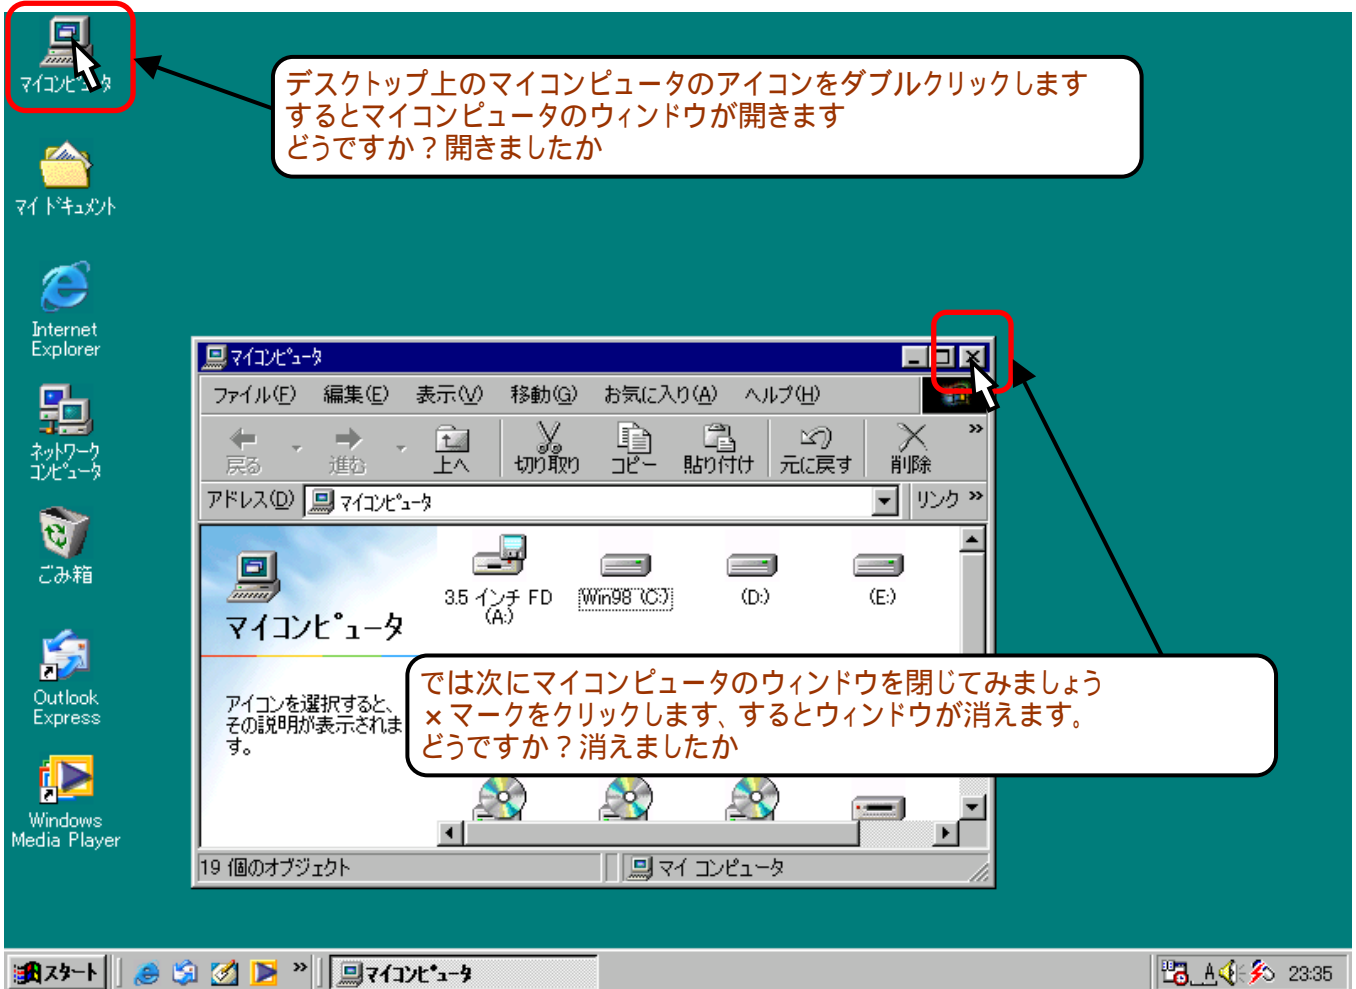 マイコンピュータ
デスクトップ上のマイコンピュータのアイコンをダブルクリックします
するとマイコンピュータのウィンドウが開きます
どうですか？開きましたか
マイ ドキュメント
Internet
Explorer
ネットワーク
コンピュータ
ごみ箱
Outlook
Express
Windows
Media Player
マイコンピュータ
ファイル(F) 編集(E) 表示(V) 移動(G) お気に入り(A) ヘルプ(H)
戻る 進む 上へ 切り取り コピー 貼り付け 元に戻す 削除 »
アドレス(D) マイコンピュータ リンク »
マイコンピュータ
3.5 インチ FD
(A:)
Win98 (C:)
(D:)
(E:)
アイコンを選択すると、
その説明が表示されま
す。
では次にマイコンピュータのウィンドウを閉じてみましょう
×マークをクリックします、するとウィンドウが消えます。
どうですか？消えましたか
19 個のオブジェクト マイ コンピュータ
スタート » マイコンピュータ A 23:35